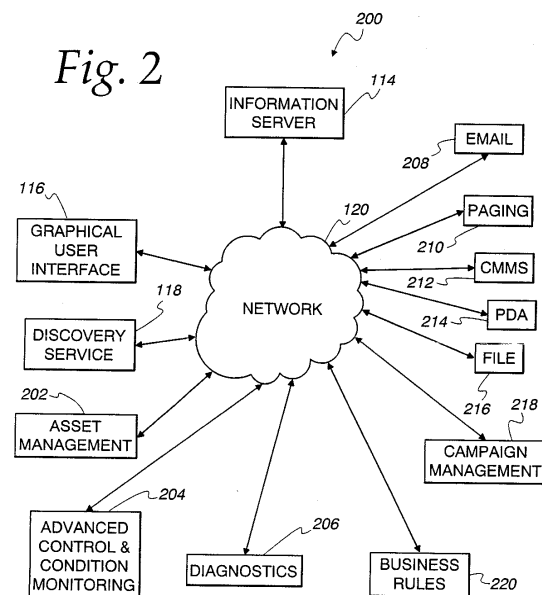 Fig. 2
200
INFORMATION
SERVER
114
EMAIL
208
116
GRAPHICAL
USER
INTERFACE
120
PAGING
210
CMMS
212
NETWORK
118
DISCOVERY
SERVICE
PDA
214
FILE
216
202
ASSET
MANAGEMENT
218
CAMPAIGN
MANAGEMENT
204
ADVANCED
CONTROL &
CONDITION
MONITORING
206
DIAGNOSTICS
BUSINESS
RULES
220